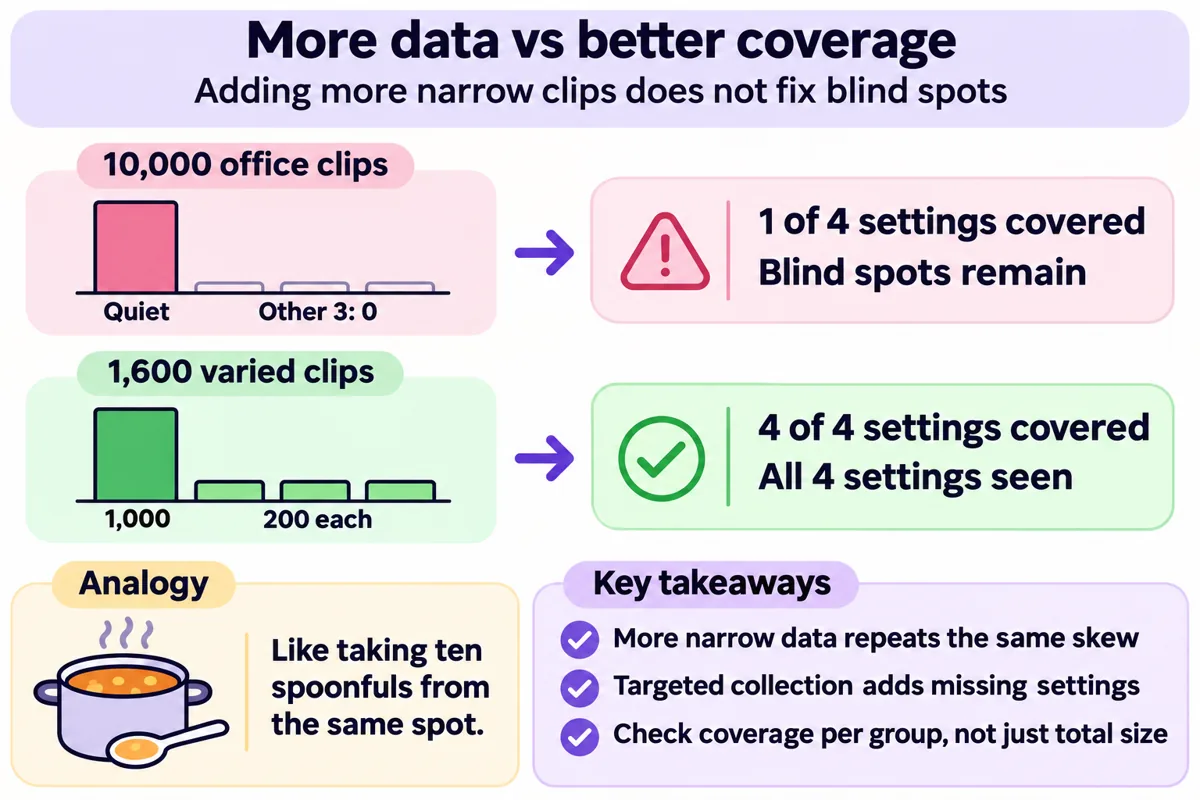 More data vs better coverage
Adding more narrow clips does not fix blind spots
10,000 office clips
Quiet
Other 3: 0
1 of 4 settings covered
Blind spots remain
1,600 varied clips
1,000
200 each
4 of 4 settings covered
All 4 settings seen
Analogy
Like taking ten
spoonfuls from
the same spot.
Key takeaways
More narrow data repeats the same skew
Targeted collection adds missing settings
Check coverage per group, not just total size